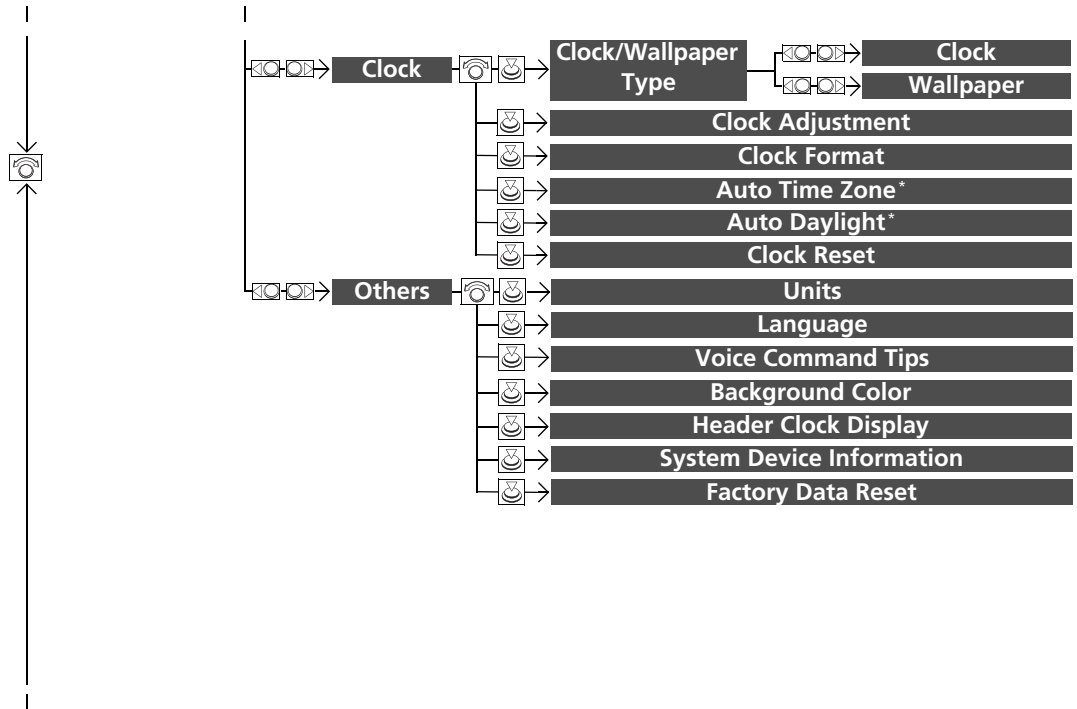 Clock
Clock/Wallpaper
Type
Clock
Wallpaper
Clock Adjustment
Clock Format
Auto Time Zone*
Auto Daylight*
Clock Reset
Others
Units
Language
Voice Command Tips
Background Color
Header Clock Display
System Device Information
Factory Data Reset